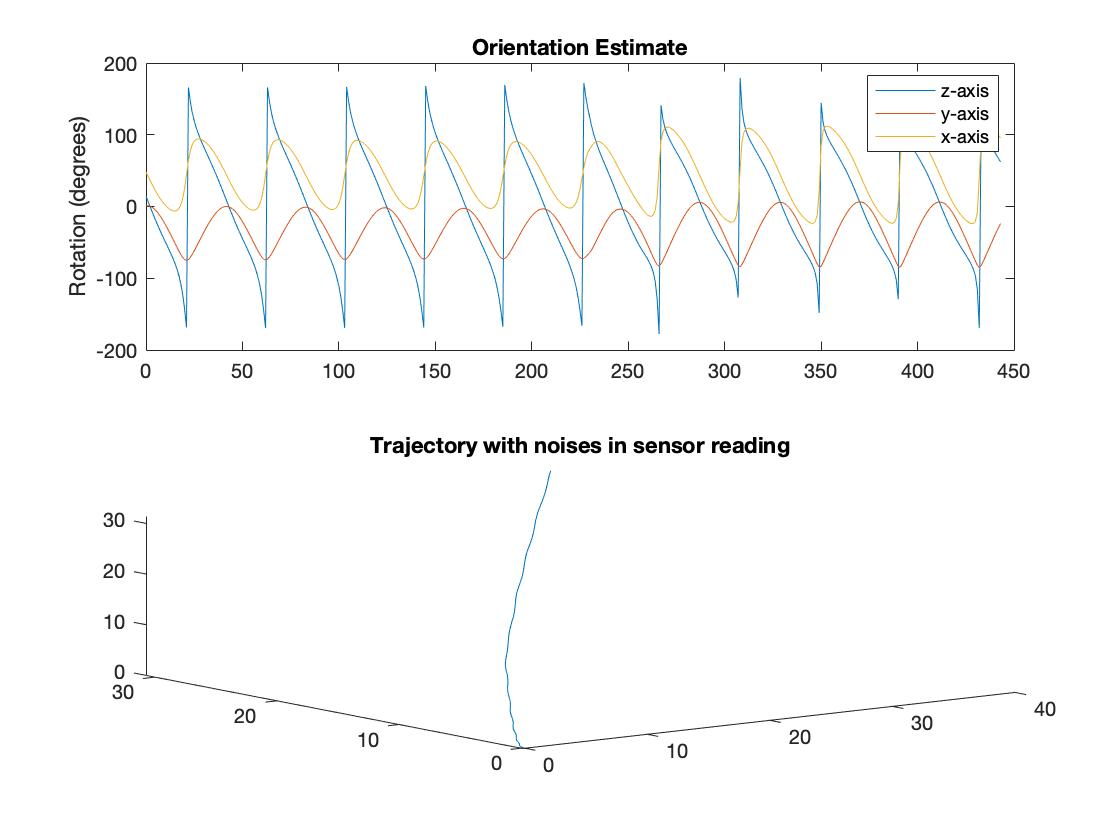 Orientation Estimate
200
100
0
-100
-200
Rotation (degrees)
z-axis
y-axis
x-axis
0 50 100 150 200 250 300 350 400 450
Trajectory with noises in sensor reading
30
20
10
0
30
20
10
0
0
10
20
30
40